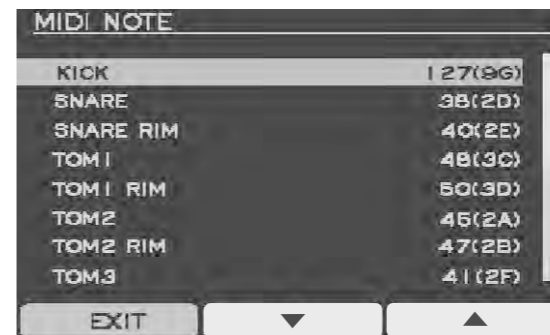 MIDI NOTE
KICK 127(9G)
SNARE 38(2D)
SNARE RIM 40(2E)
TOM1 48(3C)
TOM1 RIM 50(3D)
TOM2 45(2A)
TOM2 RIM 47(2B)
TOM3 41(2F)
EXIT ▼ ▲